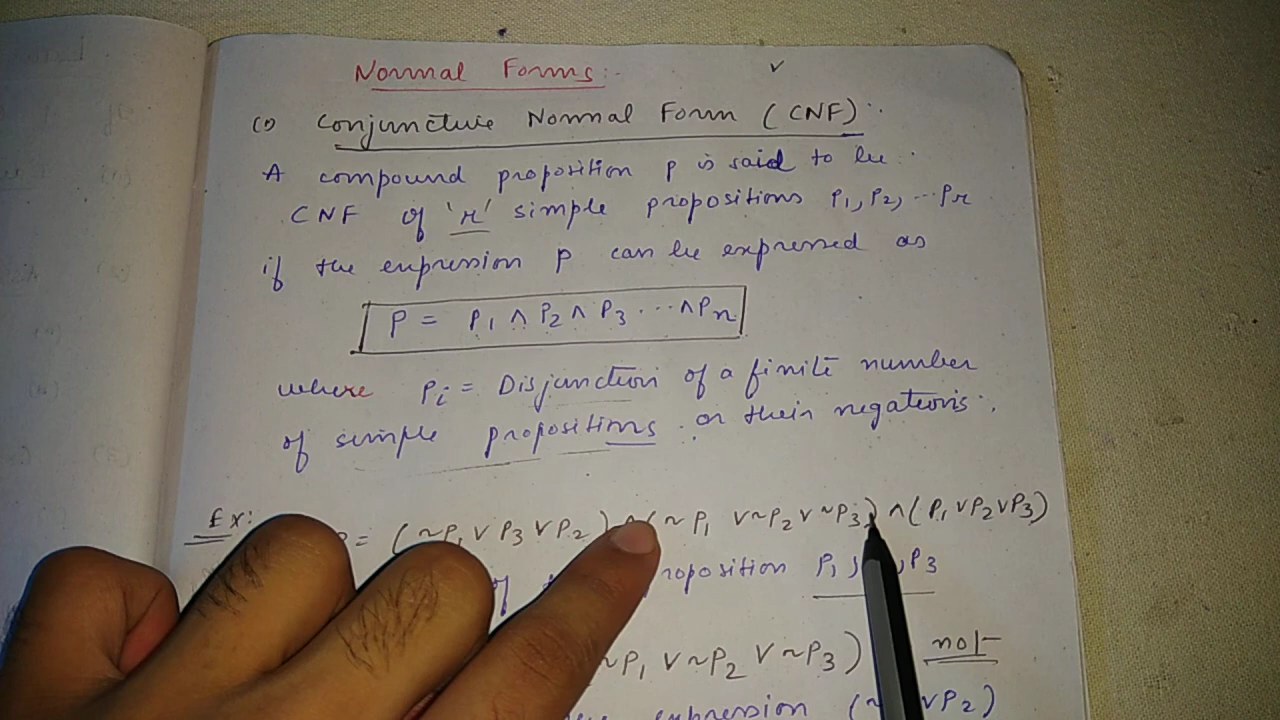 Normal Forms:-
(1) Conjunctive Normal Form (CNF):
A compound proposition p is said to be
CNF of 'n' simple propositions P1, P2, ... Pn
if the expression p can be expressed as
P = P1 ∧ P2 ∧ P3 ... ∧ Pn
where Pi = Disjunction of a finite number
of simple propositions or their negations.
Ex: P = (~P1 ∨ P3 ∨ P2) ∧ (~P1 ∨ ~P2 ∨ ~P3) ∧ (P1 ∨ P2 ∨ P3)
of proposition P1, P3
~P1 ∨ ~P2 ∨ ~P3) not
expression (~ ∨ P2)